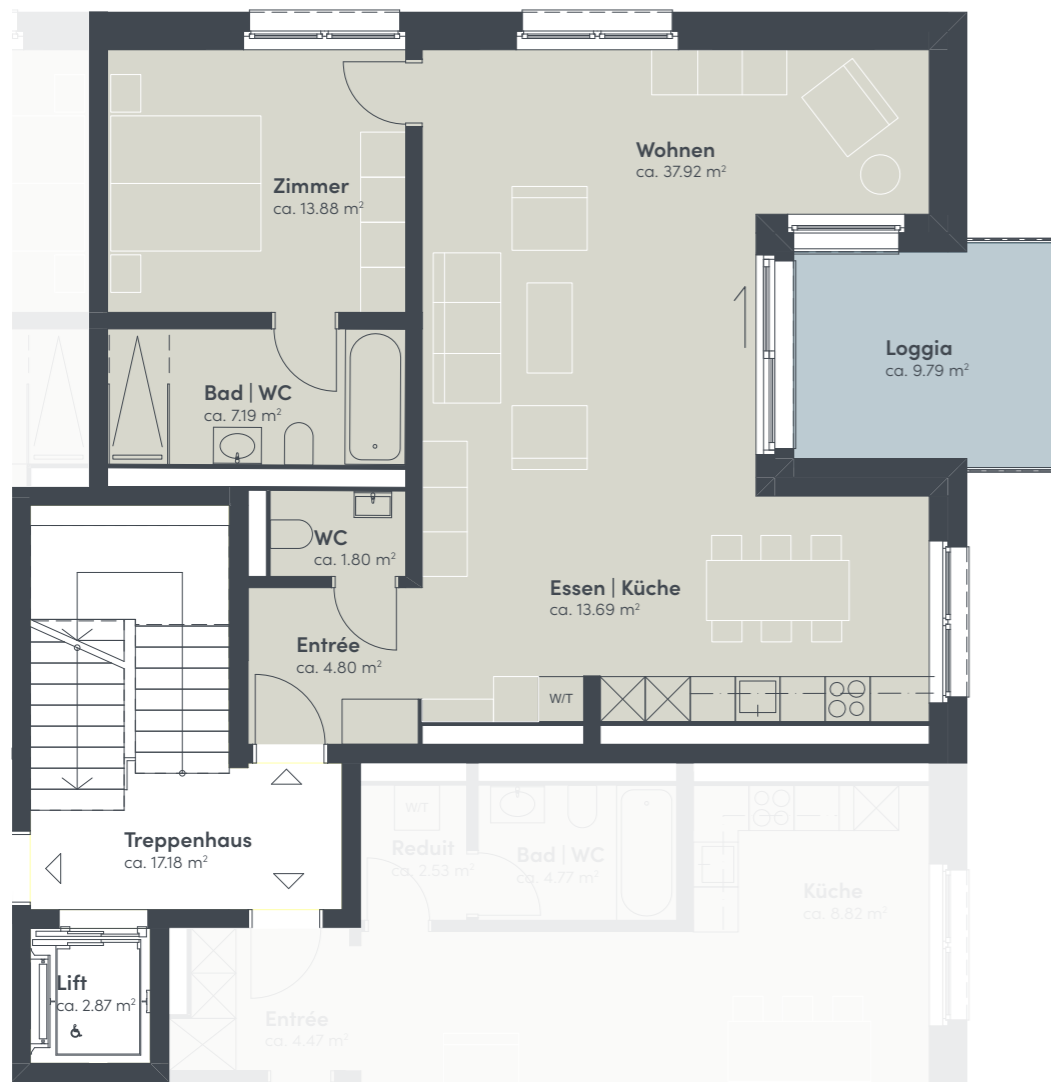 Wohnen
ca. 37.92 m²
Zimmer
ca. 13.88 m²
Loggia
ca. 9.79 m²
Bad | WC
ca. 7.19 m²
WC
ca. 1.80 m²
Essen | Küche
ca. 13.69 m²
Entrée
ca. 4.80 m²
W/T
Treppenhaus
ca. 17.18 m²
W/T
Reduit
ca. 2.53 m²
Bad | WC
ca. 4.77 m²
Küche
ca. 8.82 m²
Lift
ca. 2.87 m²
Entrée
ca. 4.47 m²